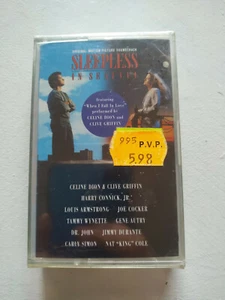 ORIGINAL MOTION PICTURE SOUNDTRACK
SLEEPLESS
IN SEATTLE
featuring
"When I Fall In Love"
performed by
CELINE DION and
CLIVE GRIFFIN
995 P.V.P.
5.98
CELINE DION & CLIVE GRIFFIN
HARRY CONNICK, JR.
LOUIS ARMSTRONG JOE COCKER
TAMMY WYNETTE GENE AUTRY
DR. JOHN JIMMY DURANTE
CARLY SIMON NAT "KING" COLE